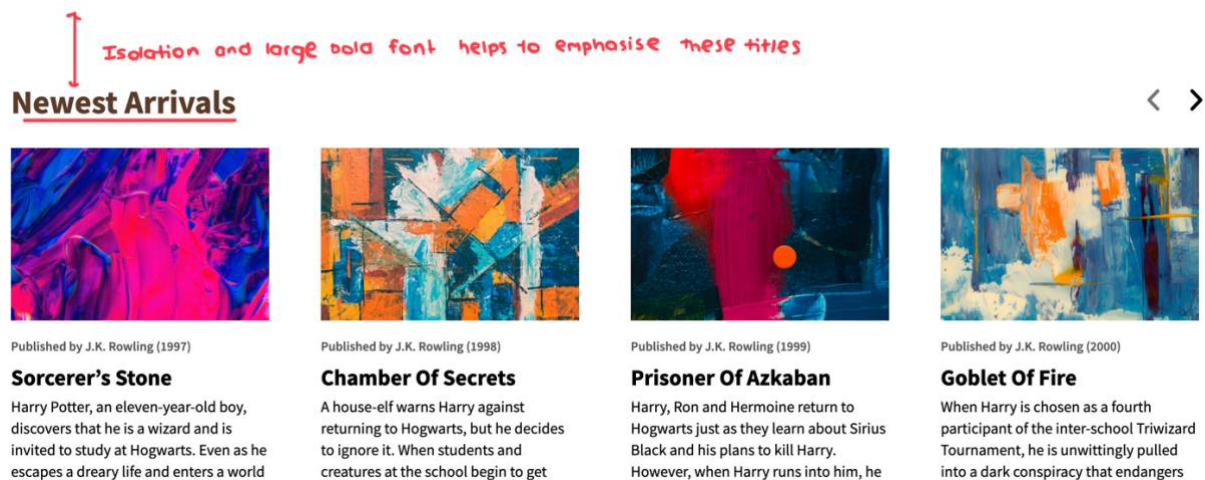 Isolation and large bold font helps to emphasise these titles
Newest Arrivals
Published by J.K. Rowling (1997)
Sorcerer's Stone
Harry Potter, an eleven-year-old boy,
discovers that he is a wizard and is
invited to study at Hogwarts. Even as he
escapes a dreary life and enters a world
Published by J.K. Rowling (1998)
Chamber Of Secrets
A house-elf warns Harry against
returning to Hogwarts, but he decides
to ignore it. When students and
creatures at the school begin to get
Published by J.K. Rowling (1999)
Prisoner Of Azkaban
Harry, Ron and Hermoine return to
Hogwarts just as they learn about Sirius
Black and his plans to kill Harry.
However, when Harry runs into him, he
Published by J.K. Rowling (2000)
Goblet Of Fire
When Harry is chosen as a fourth
participant of the inter-school Triwizard
Tournament, he is unwittingly pulled
into a dark conspiracy that endangers